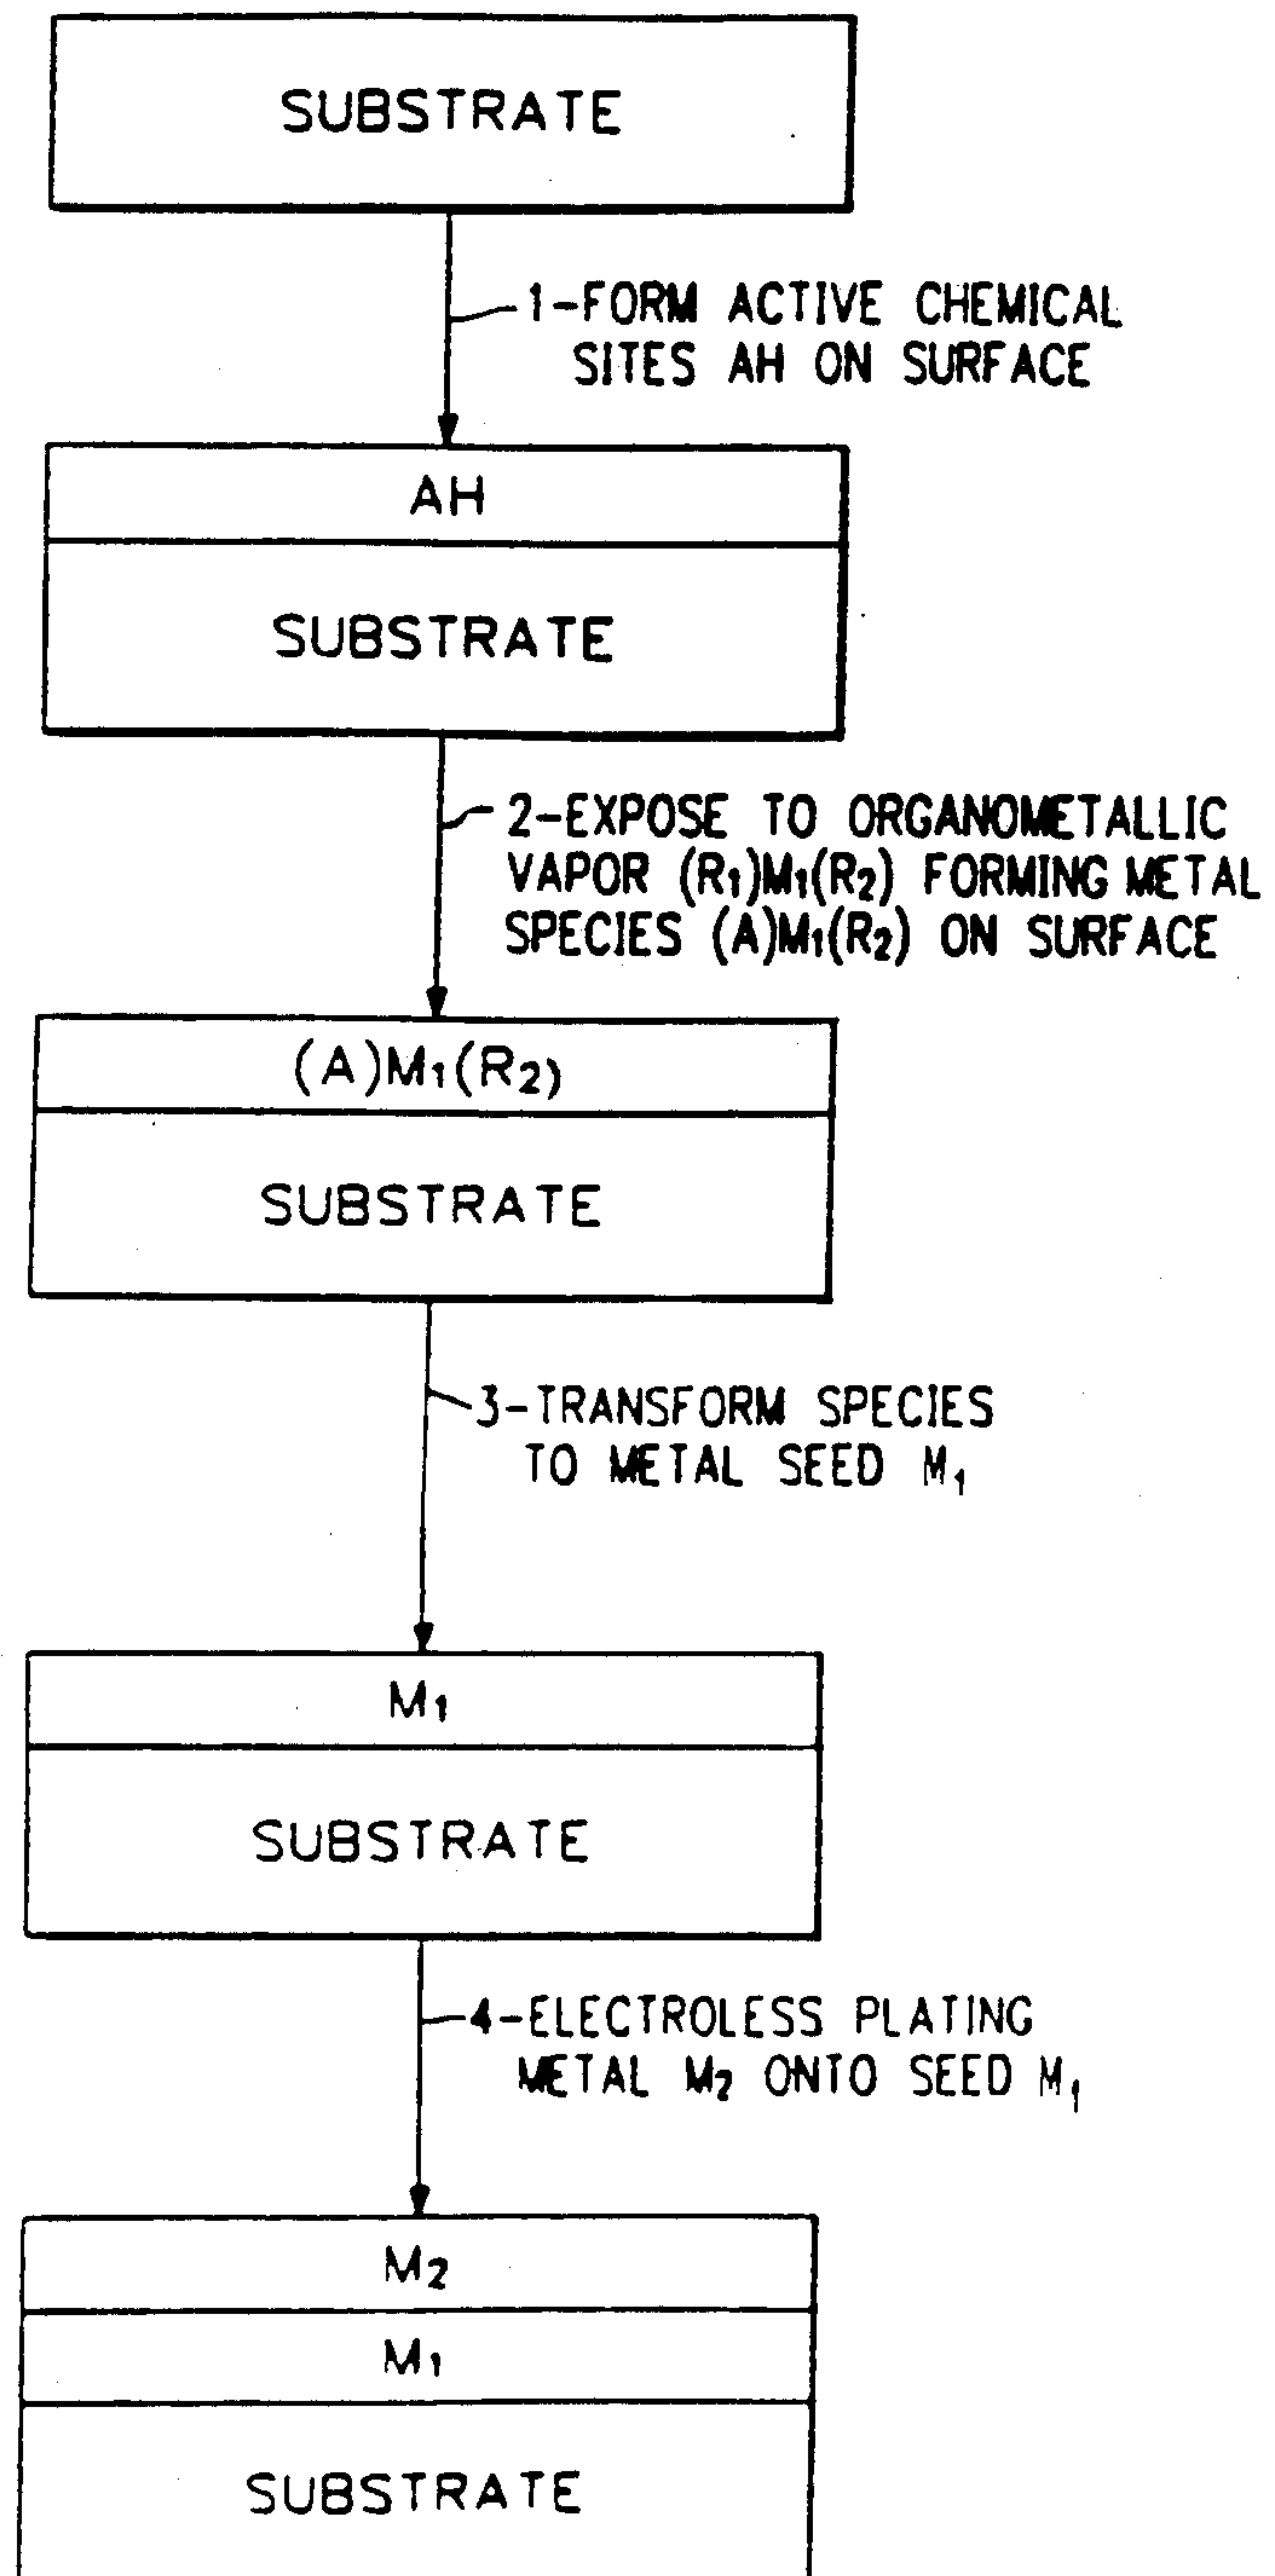 SUBSTRATE
1-FORM ACTIVE CHEMICAL
SITES AH ON SURFACE
AH
SUBSTRATE
2-EXPOSE TO ORGANOMETALLIC
VAPOR (R₁)M₁(R₂) FORMING METAL
SPECIES (A)M₁(R₂) ON SURFACE
(A)M₁(R₂)
SUBSTRATE
3-TRANSFORM SPECIES
TO METAL SEED M₁
M₁
SUBSTRATE
4-ELECTROLESS PLATING
METAL M₂ ONTO SEED M₁
M₂
M₁
SUBSTRATE